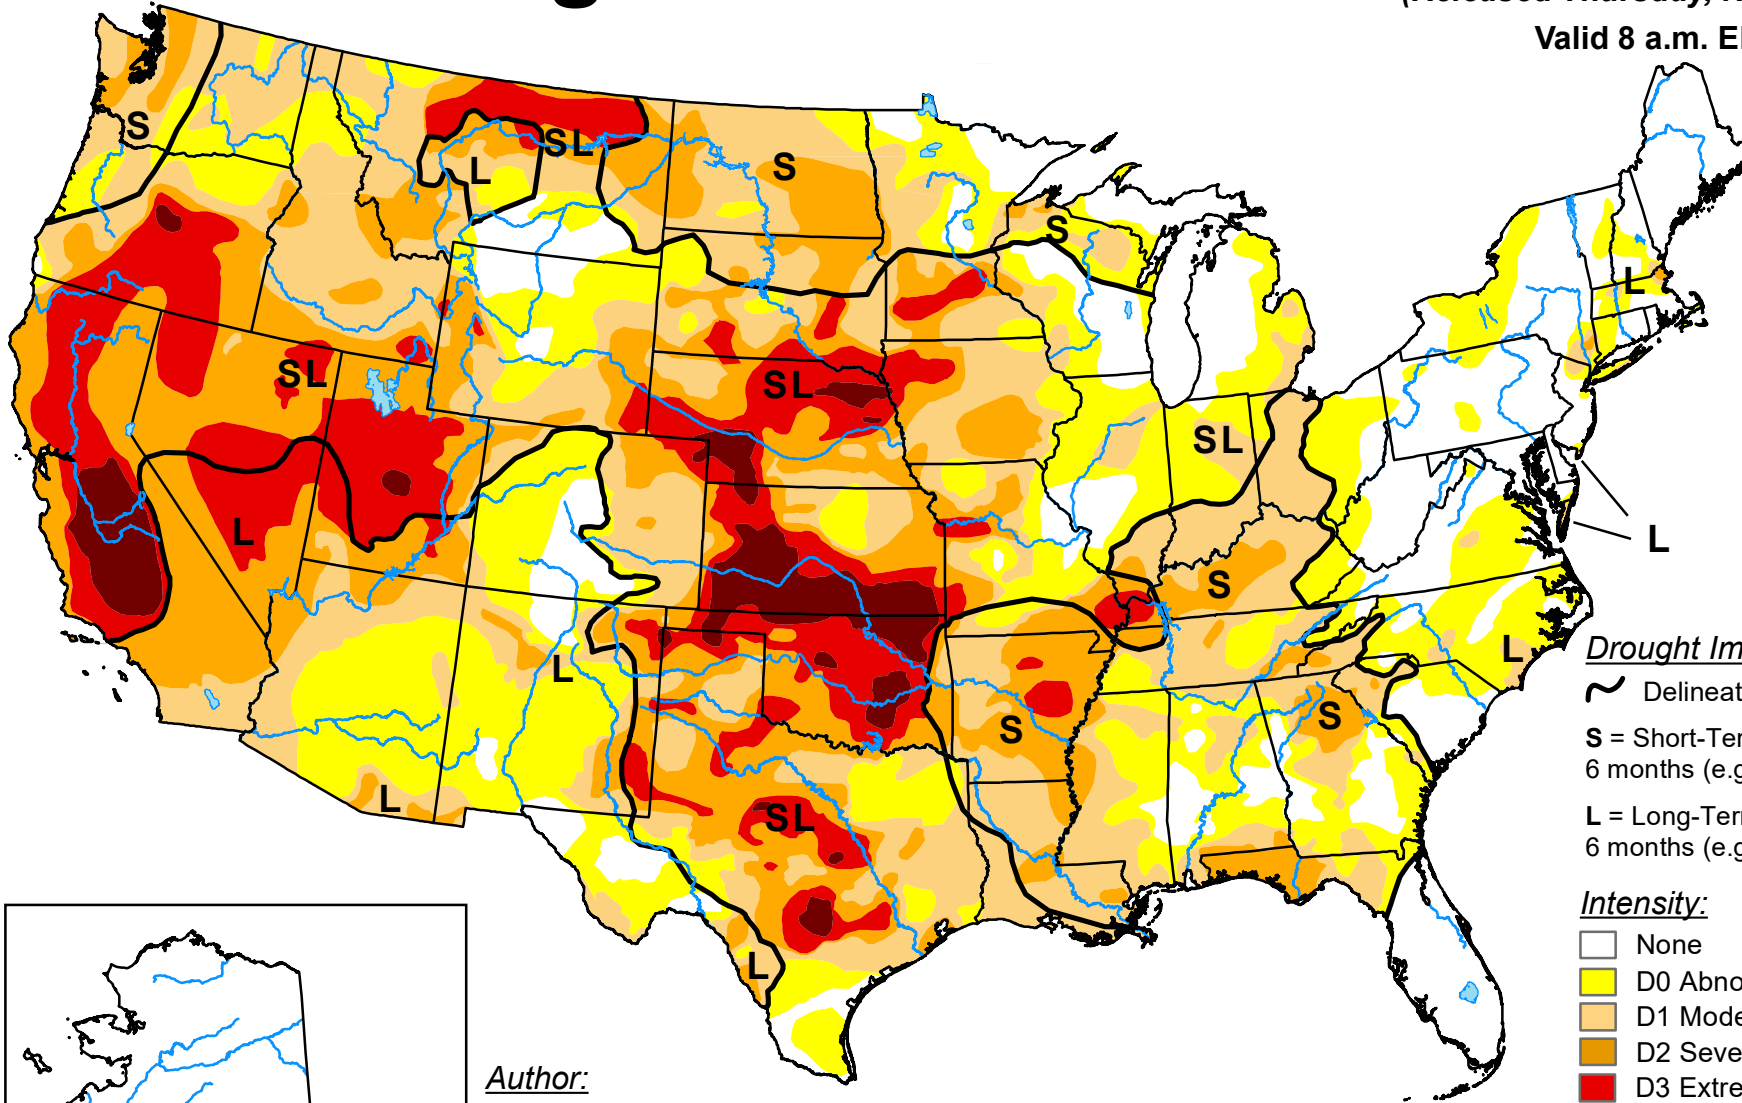 Valid 8 a.m.
S
SL
L
S
S
L
SL
SL
SL
L
L
S
L
L
S
S
L
SL
L
L
Drought Im
Delineat
S = Short-Ter
6 months (e.g
L = Long-Ter
6 months (e.g
Intensity:
None
D0 Abno
D1 Mode
D2 Seve
D3 Extre
Author: